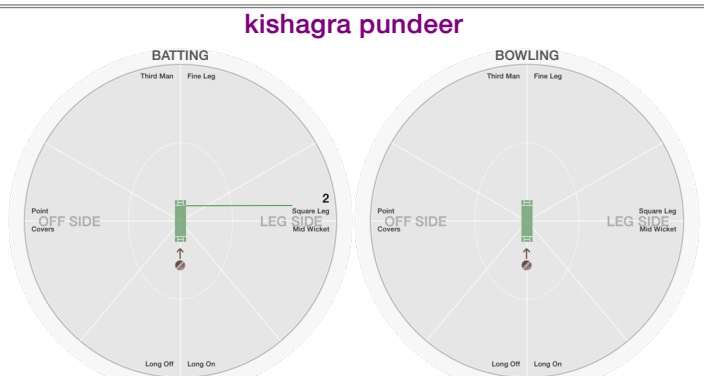 kishagra pundeer
BATTING
Third Man Fine Leg
2
Point Square Leg
OFF SIDE LEG SIDE
Covers Mid Wicket
Long Off Long On
BOWLING
Third Man Fine Leg
Point Square Leg
OFF SIDE LEG SIDE
Covers Mid Wicket
Long Off Long On